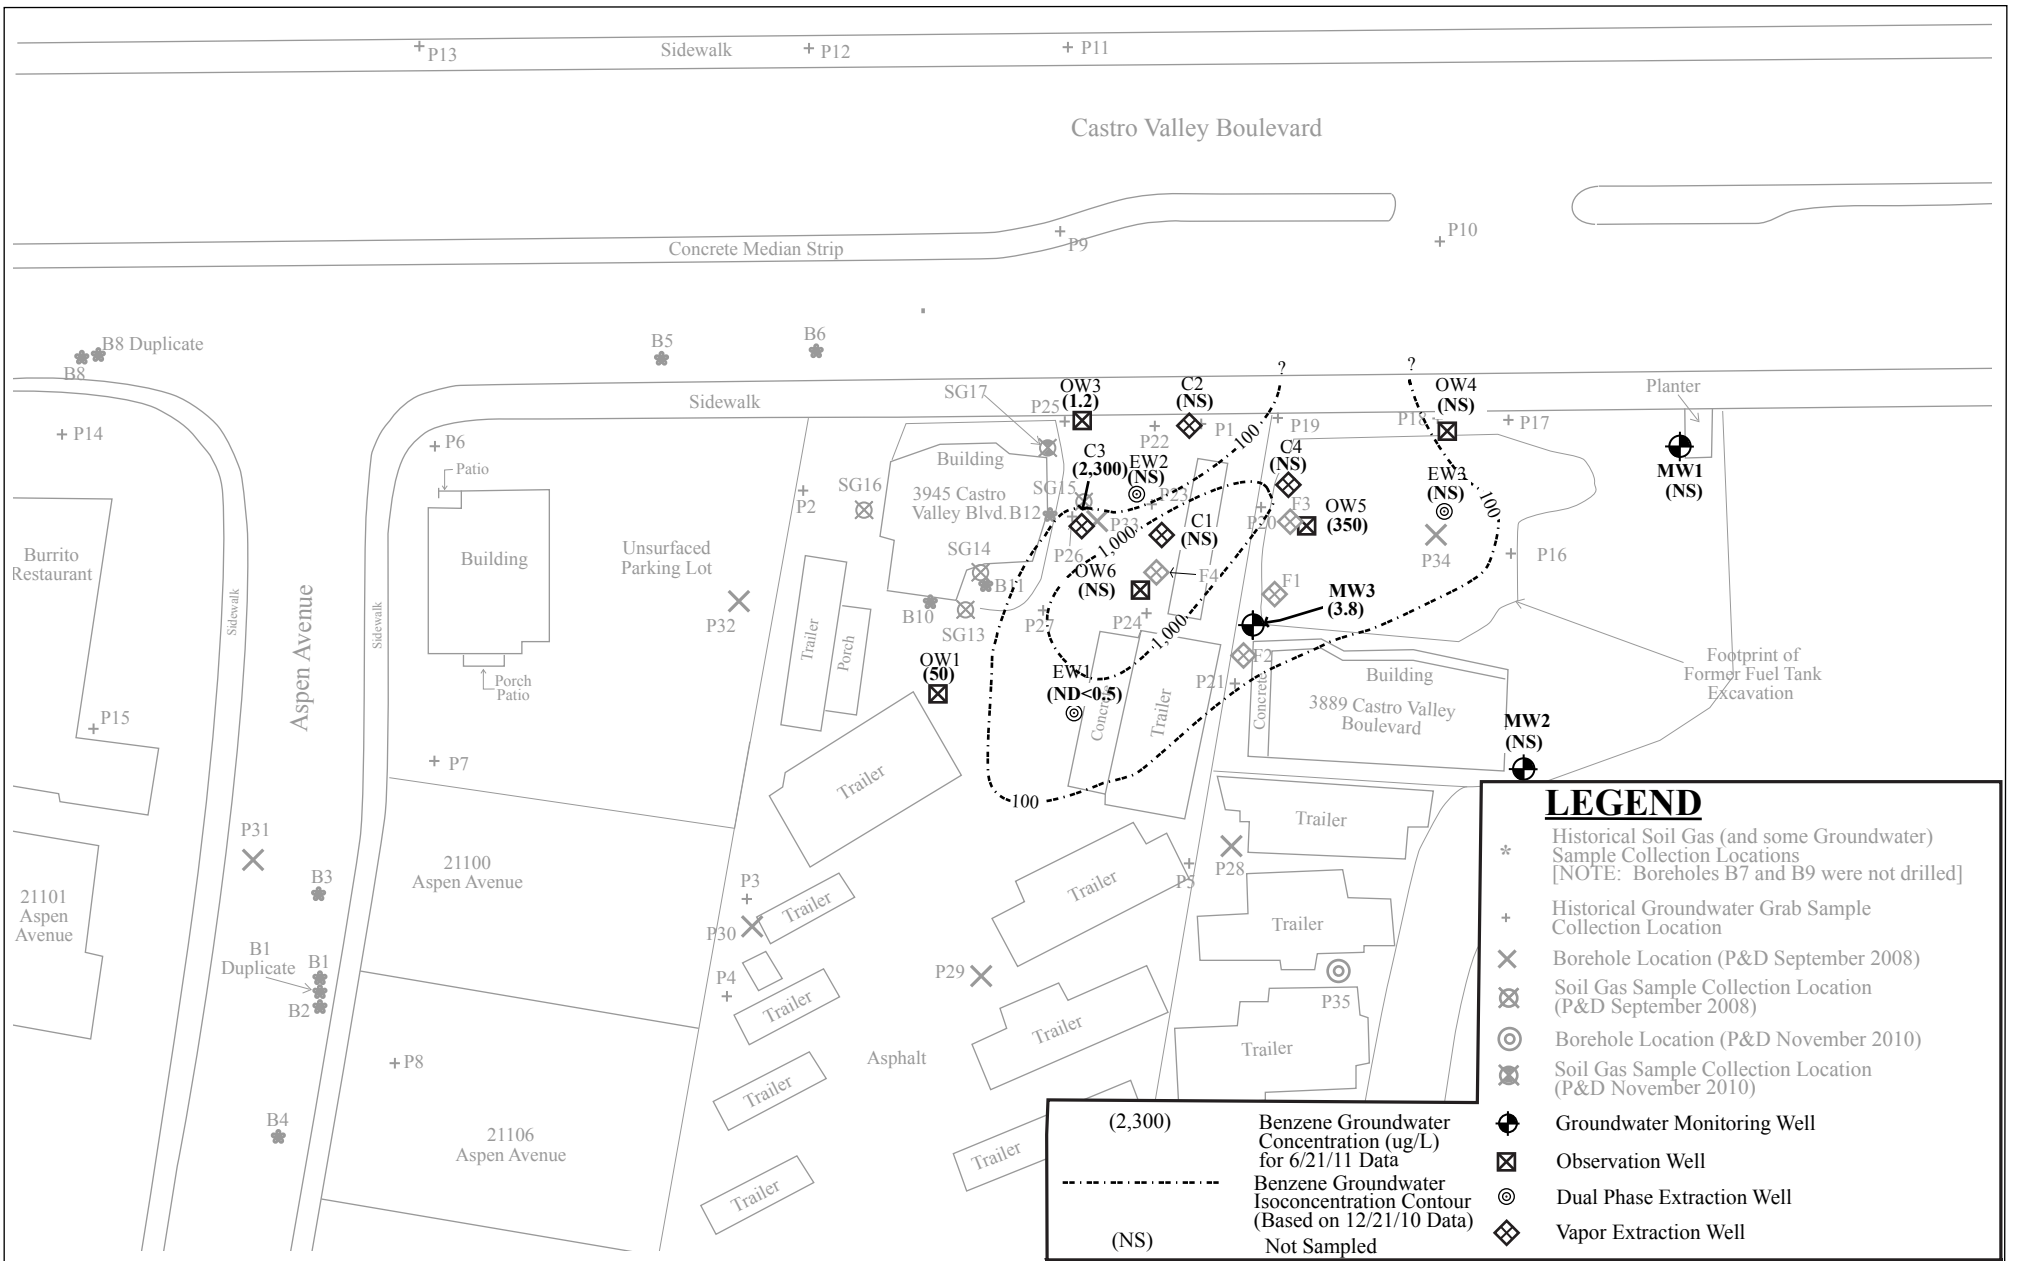 P13
Sidewalk
P12
P11
Castro Valley Boulevard
Concrete Median Strip
P9
P10
B8 Duplicate
B8
B5
B6
?
?
SG17
OW3
(1.2)
C2
(NS)
OW4
(NS)
Planter
Sidewalk
P25
P22
P1
P19
P18
P17
P14
P6
Patio
100
Building
C3
(2,300)
EW2
(NS)
C4
(NS)
EW3
(NS)
MW1
(NS)
P2
SG16
3945 Castro
Valley Blvd.
SG15
B12
P23
P33
P20
F3
OW5
(350)
100
Burrito
Restaurant
Building
Unsurfaced
Parking Lot
P26
1,000
C1
(NS)
P34
P16
SG14
B11
OW6
(NS)
F4
F1
Sidewalk
Aspen Avenue
Sidewalk
P32
Trailer
Porch
B10
SG13
P27
P24
1,000
MW3
(3.8)
F2
Porch
Patio
OW1
(50)
EW1
(ND<0.5)
P21
Concrete
Trailer
Concrete
Building
3889 Castro Valley
Boulevard
Footprint of
Former Fuel Tank
Excavation
P15
P7
MW2
(NS)
Trailer
100
Trailer
P31
B3
21100
Aspen Avenue
P3
Trailer
P30
Trailer
P5
P28
21101
Aspen
Avenue
B1
Duplicate
B1
B2
P4
Trailer
P29
Trailer
P35
P8
Trailer
Asphalt
Trailer
Trailer
B4
21106
Aspen Avenue
Trailer
Trailer
LEGEND
Historical Soil Gas (and some Groundwater)
Sample Collection Locations
[NOTE: Boreholes B7 and B9 were not drilled]
Historical Groundwater Grab Sample
Collection Location
Borehole Location (P&D September 2008)
Soil Gas Sample Collection Location
(P&D September 2008)
Borehole Location (P&D November 2010)
Soil Gas Sample Collection Location
(P&D November 2010)
Groundwater Monitoring Well
Observation Well
Dual Phase Extraction Well
Vapor Extraction Well
(2,300)
Benzene Groundwater
Concentration (ug/L)
for 6/21/11 Data
Benzene Groundwater
Isoconcentration Contour
(Based on 12/21/10 Data)
(NS)
Not Sampled